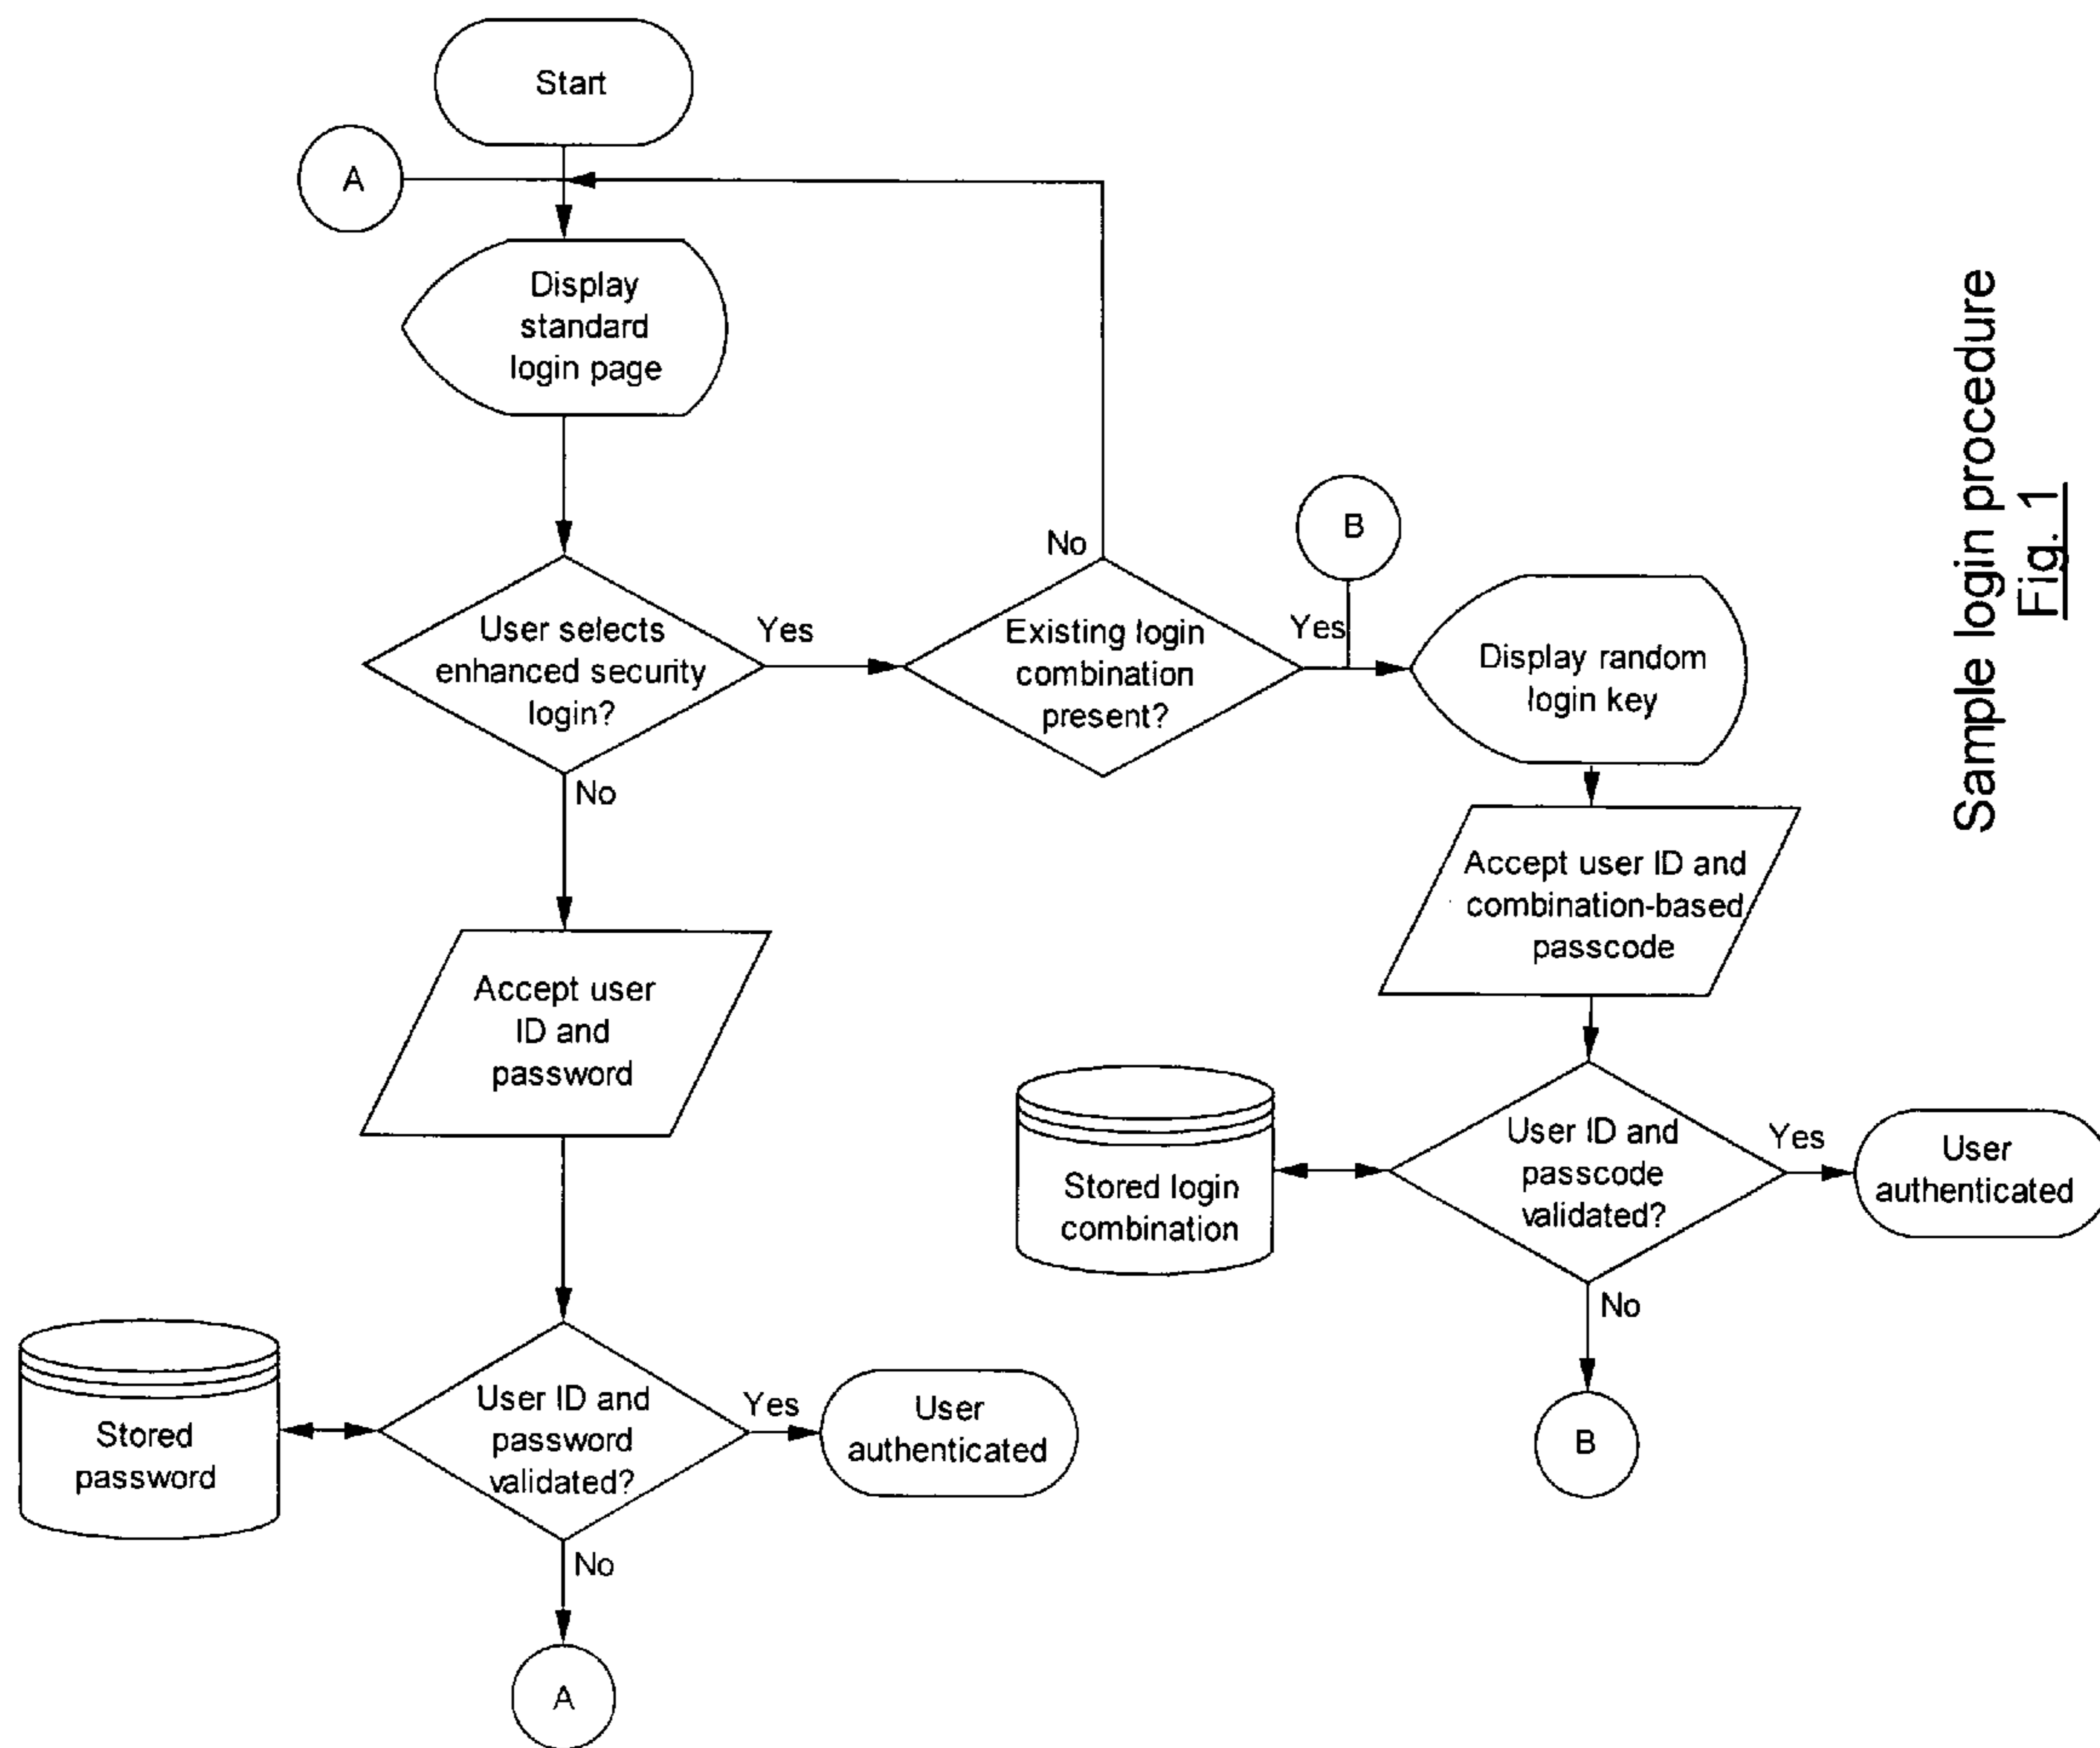 Start
A
Display
standard
login page
User selects
enhanced security
login?
Yes
No
Existing login
combination
present?
No
Yes
B
Display random
login key
Accept user ID and
combination-based
passcode
Stored login
combination
User ID and
passcode
validated?
Yes
User
authenticated
No
B
Accept user
ID and
password
Stored
password
User ID and
password
validated?
Yes
User
authenticated
No
A
Sample login procedure
Fig. 1